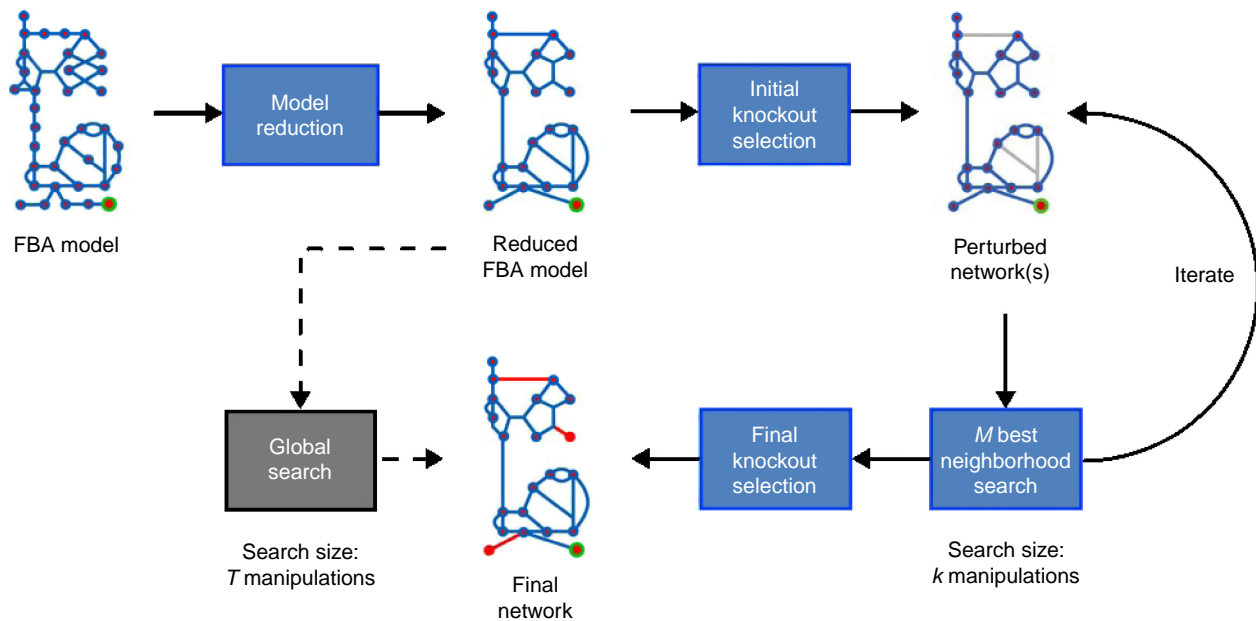 Model
reduction
Initial
knockout
selection
FBA model
Reduced
FBA model
Perturbed
network(s)
Iterate
Global
search
Final
knockout
selection
M best
neighborhood
search
Search size:
T manipulations
Final
network
Search size:
k manipulations